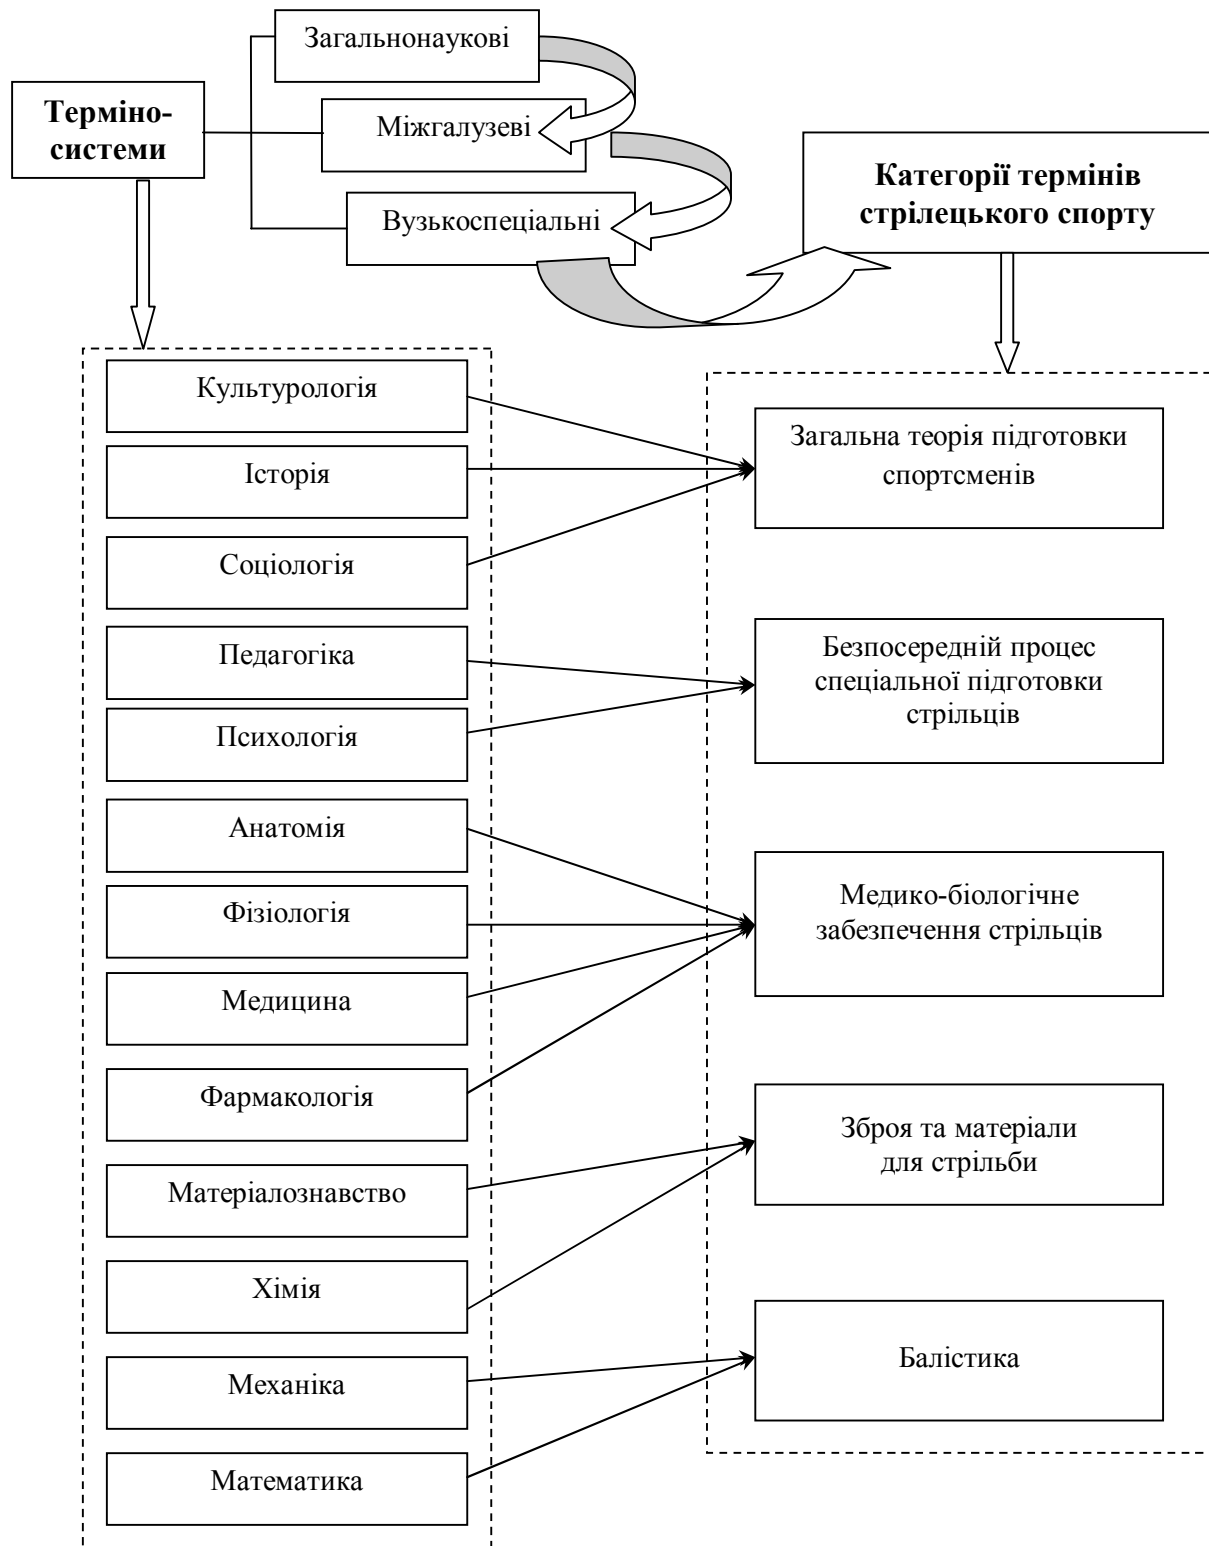 Загальнонаукові
Терміно-
системи
Міжгалузеві
Вузькоспеціальні
Категорії термінів
стрілецького спорту
Культурологія
Історія
Соціологія
Педагогіка
Психологія
Анатомія
Фізіологія
Медицина
Фармакологія
Матеріалознавство
Хімія
Механіка
Математика
Загальна теорія підготовки
спортсменів
Безпосередній процес
спеціальної підготовки
стрільців
Медико-біологічне
забезпечення стрільців
Зброя та матеріали
для стрільби
Балістика